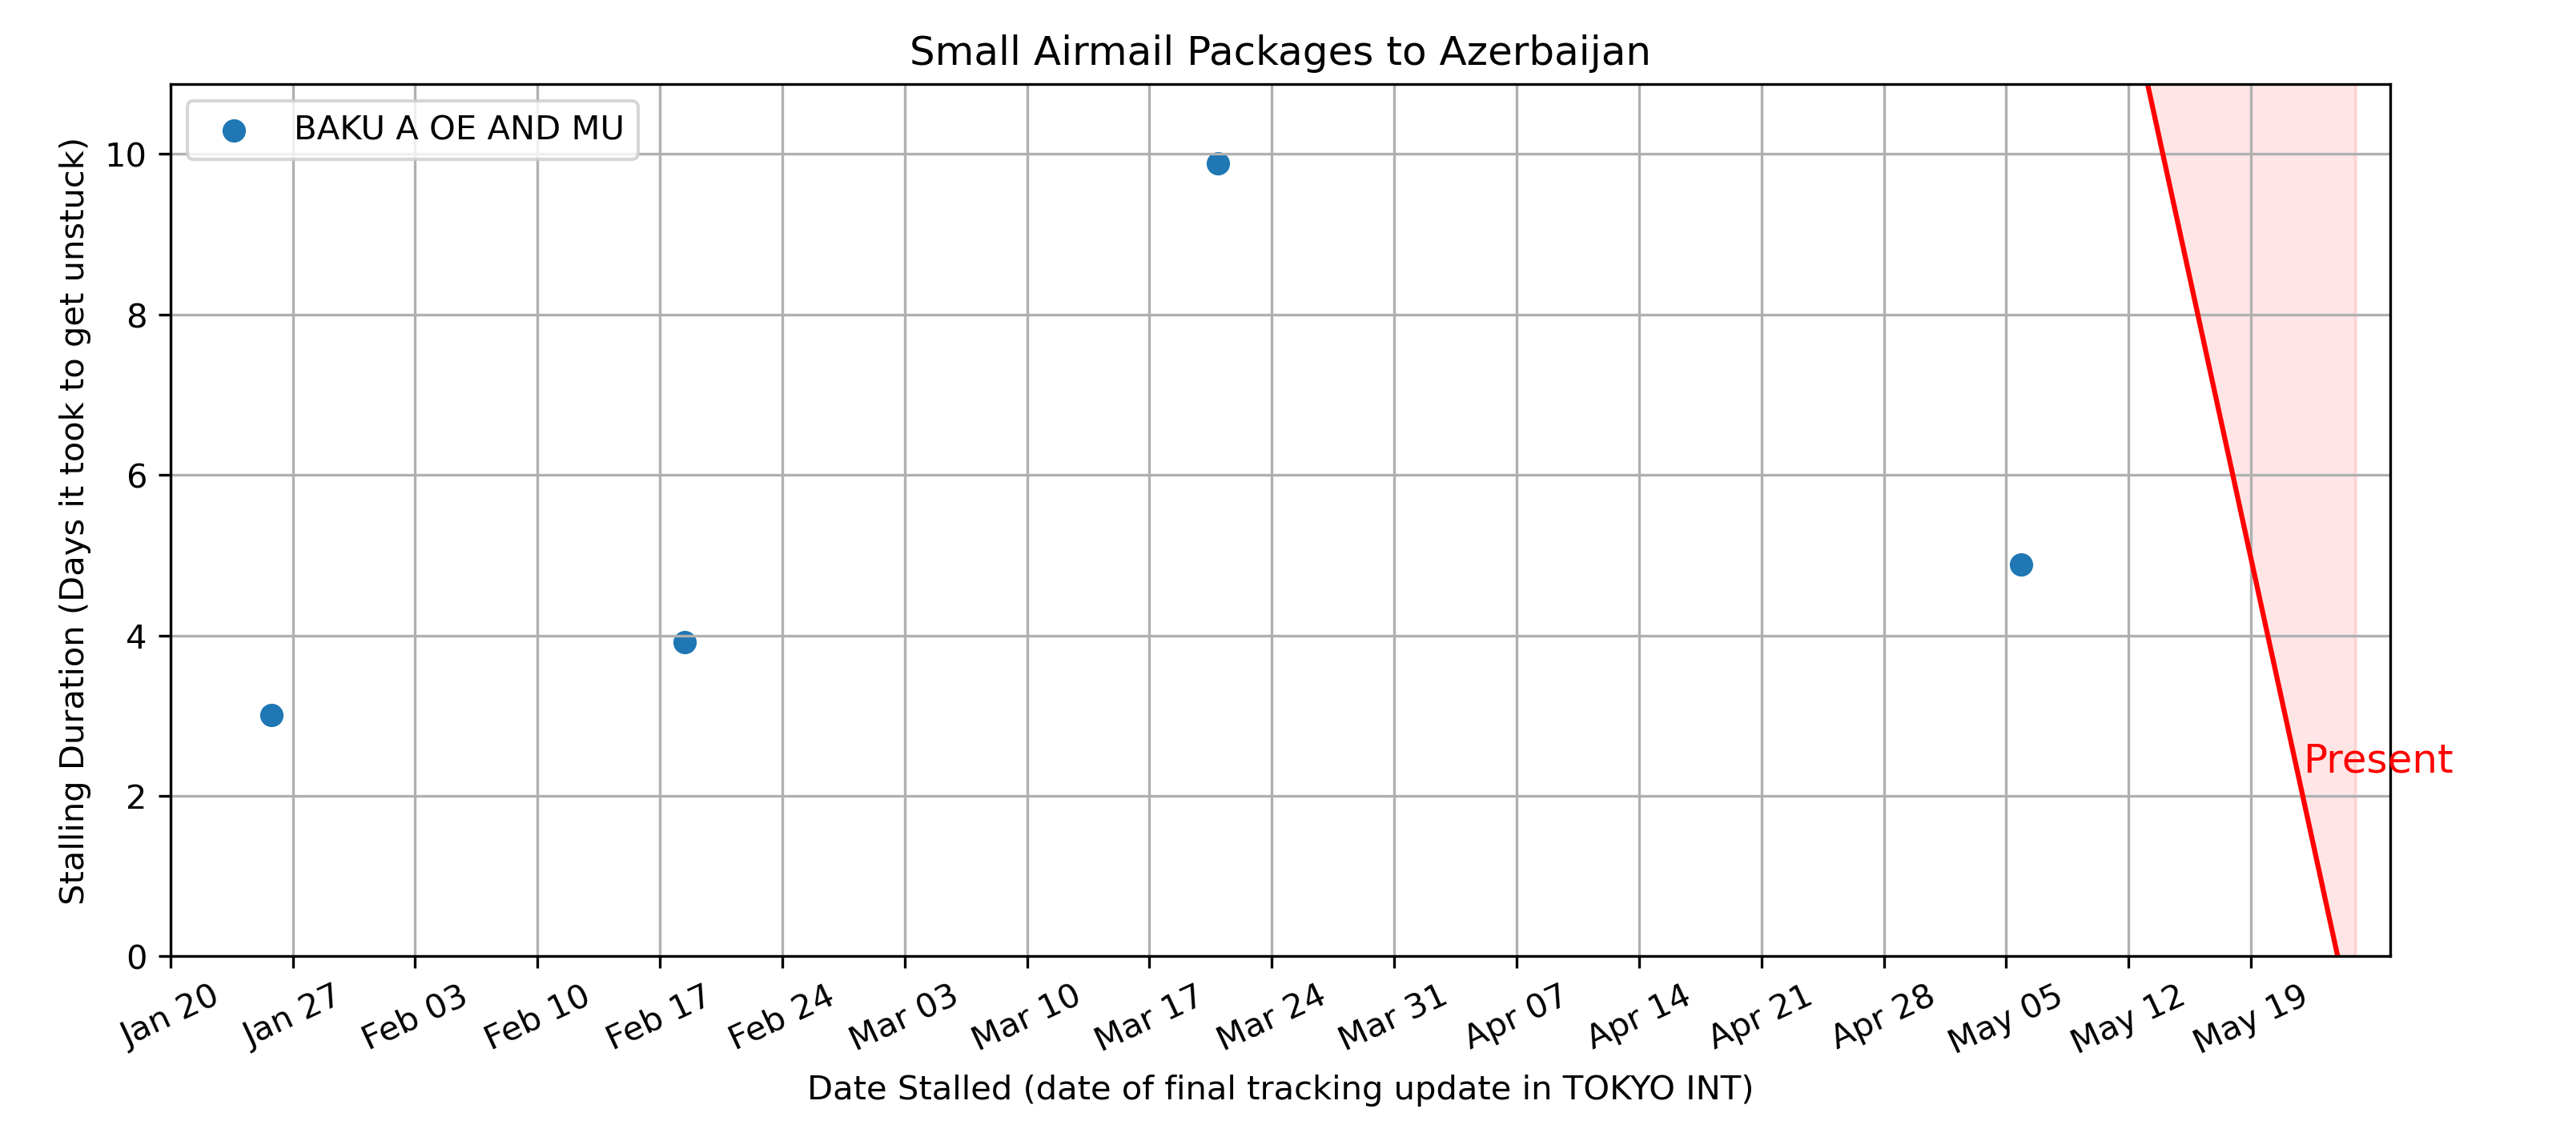 Small Airmail Packages to Azerbaijan
BAKU A OE AND MU
Stalling Duration (Days it took to get unstuck)
10
8
6
4
2
0
Present
Jan 20
Jan 27
Feb 03
Feb 10
Feb 17
Feb 24
Mar 03
Mar 10
Mar 17
Mar 24
Mar 31
Apr 07
Apr 14
Apr 21
Apr 28
May 05
May 12
May 19
Date Stalled (date of final tracking update in TOKYO INT)